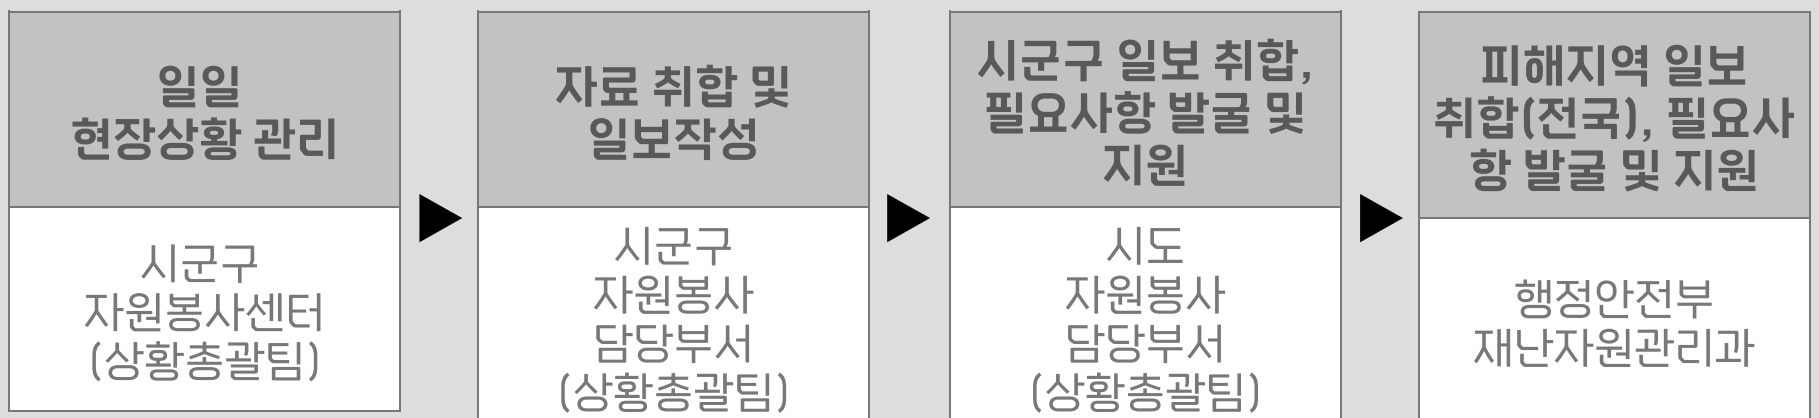 일일
현장상황 관리
시군구
자원봉사센터
(상황총괄팀)
자료 취합 및
일보작성
시군구
자원봉사
담당부서
(상황총괄팀)
시군구 일보 취합,
필요사항 발굴 및
지원
시도
자원봉사
담당부서
(상황총괄팀)
피해지역 일보
취합(전국), 필요사
항 발굴 및 지원
행정안전부
재난자원관리과